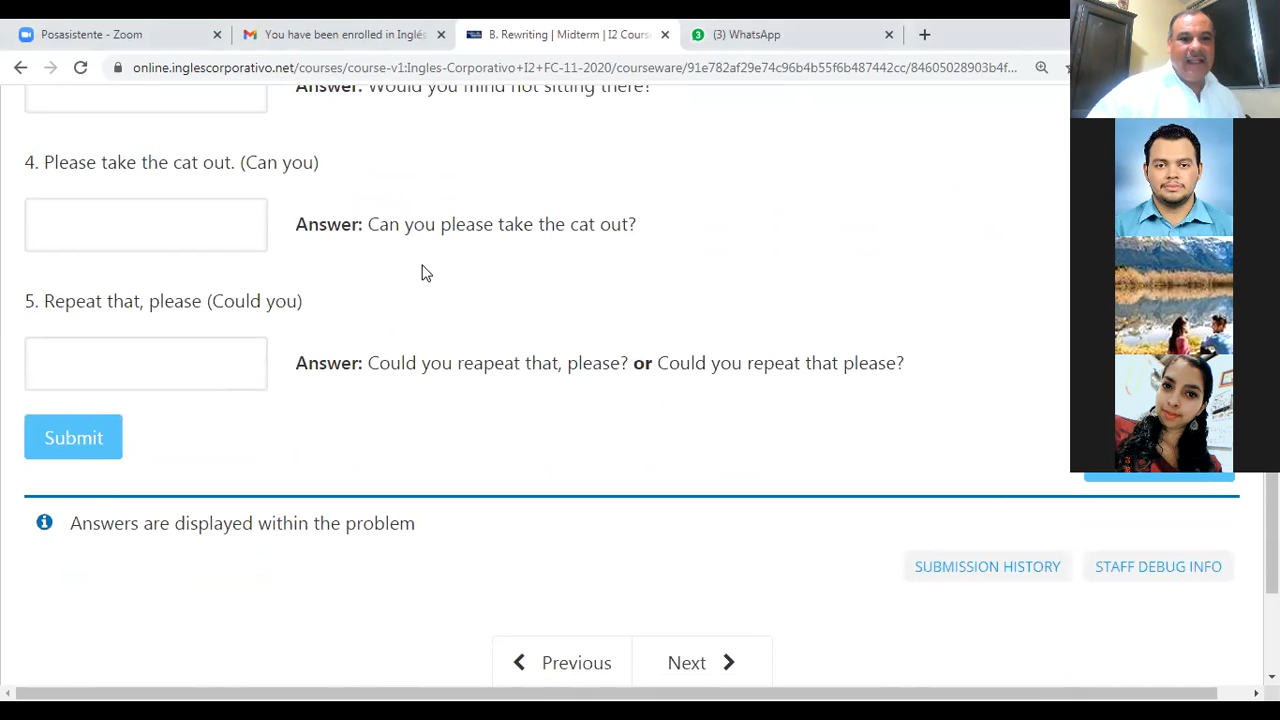 Posasistente - Zoom
You have been enrolled in Inglés
B. Rewriting | Midterm | I2 Cours
3 (3) WhatsApp
online.inglescorporativo.net/courses/course-v1:Ingles-Corporativo+I2+FC-11-2020/courseware/91e782af29e74c96b4b55f6b487442cc/84605028903b4f...
Answer: Would you mind not sitting there?
4. Please take the cat out. (Can you)
Answer: Can you please take the cat out?
5. Repeat that, please (Could you)
Answer: Could you reapeat that, please? or Could you repeat that please?
Submit
Answers are displayed within the problem
SUBMISSION HISTORY STAFF DEBUG INFO
Previous Next